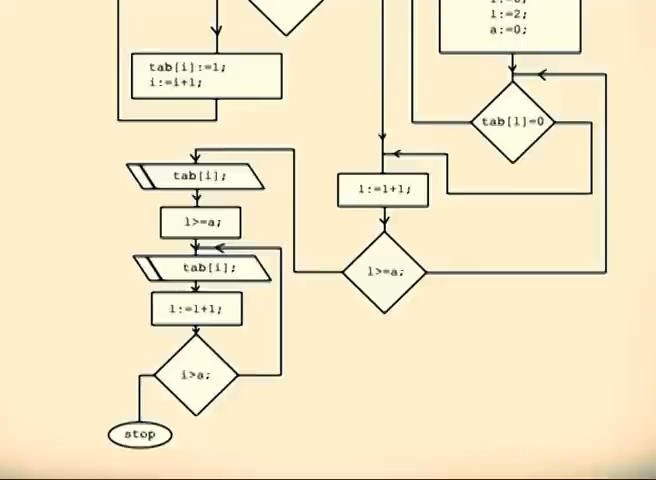 l:=2;
a:=0;
tab[i]:=1;
i:=i+1;
tab[l]=0
tab[i];
l:=l+1;
l>=a;
tab[i];
l>=a;
l:=l+1;
i>a;
stop